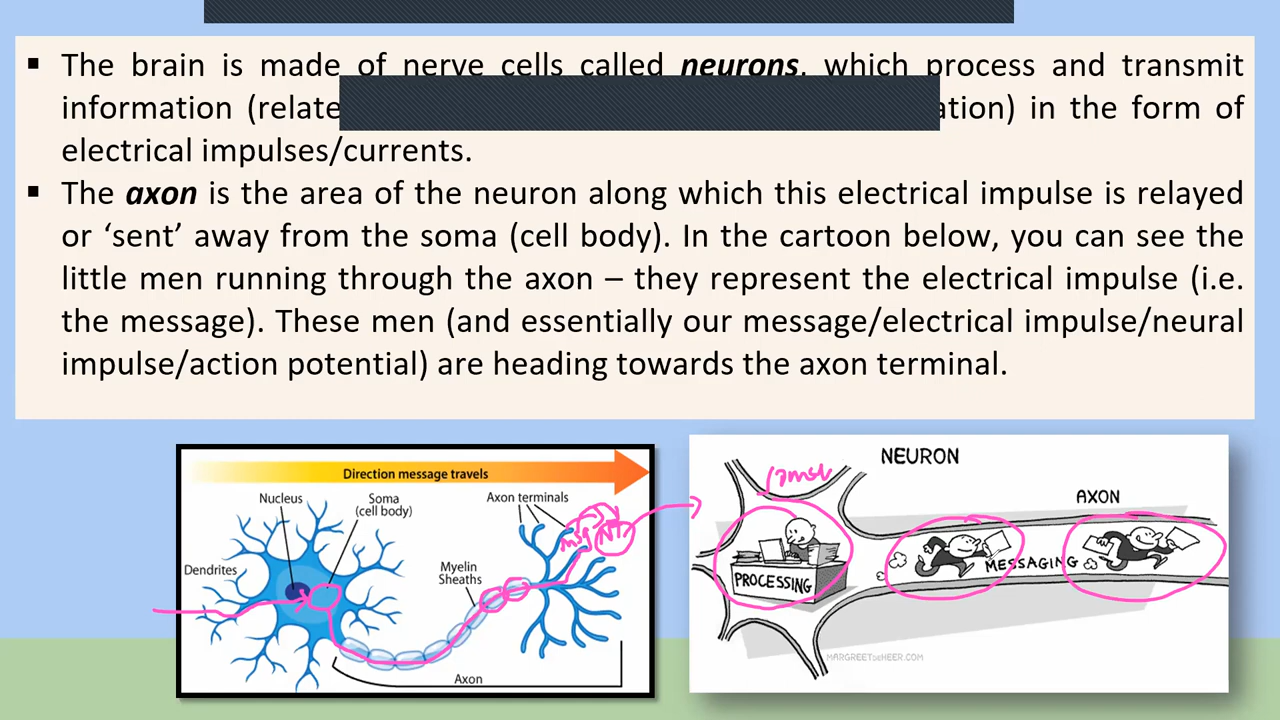 ▪ The brain is made of nerve cells called neurons, which process and transmit
information (relate ation) in the form of
electrical impulses/currents.
▪ The axon is the area of the neuron along which this electrical impulse is relayed
or ‘sent’ away from the soma (cell body). In the cartoon below, you can see the
little men running through the axon – they represent the electrical impulse (i.e.
the message). These men (and essentially our message/electrical impulse/neural
impulse/action potential) are heading towards the axon terminal.
Direction message travels
Nucleus
Soma
(cell body)
Axon terminals
msg
NT
Dendrites
Myelin
Sheaths
Axon
NEURON
AXON
PROCESSING
MESSAGING
MARGREETDEHEER.COM